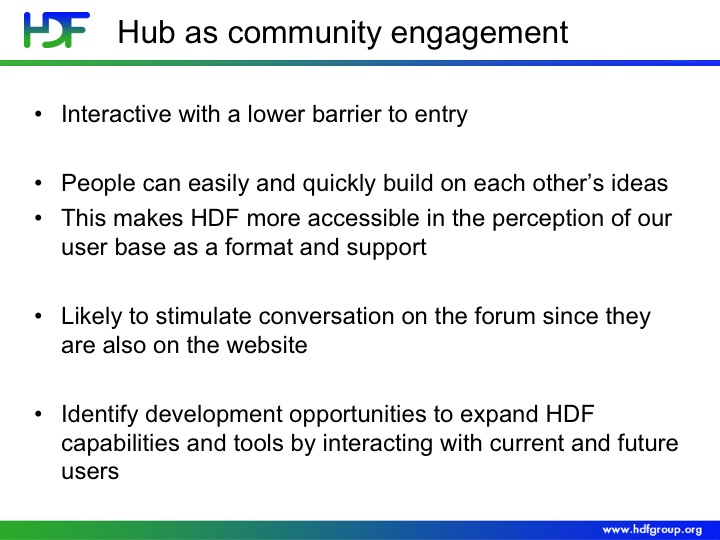 HDF
Hub as community engagement
• Interactive with a lower barrier to entry
• People can easily and quickly build on each other’s ideas
• This makes HDF more accessible in the perception of our
user base as a format and support
• Likely to stimulate conversation on the forum since they
are also on the website
• Identify development opportunities to expand HDF
capabilities and tools by interacting with current and future
users
www.hdfgroup.org